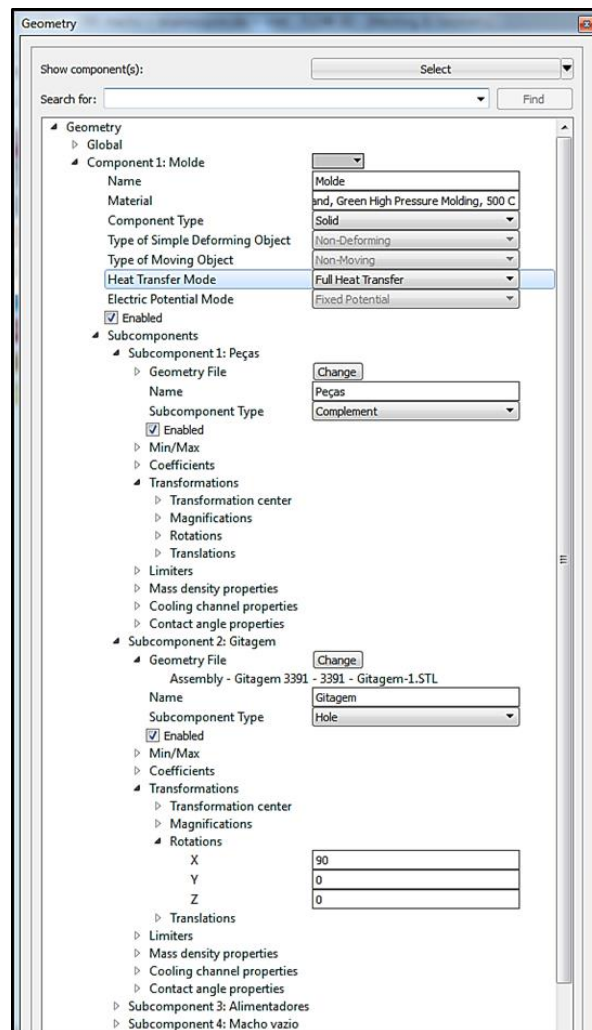 Geometry
Show component(s): Select
Search for: Find
Geometry
Global
Component 1: Molde
Name Molde
Material and, Green High Pressure Molding, 500 C
Component Type Solid
Type of Simple Deforming Object Non-Deforming
Type of Moving Object Non-Moving
Heat Transfer Mode Full Heat Transfer
Electric Potential Mode Fixed Potential
Enabled
Subcomponents
Subcomponent 1: Peças
Geometry File Change
Name Peças
Subcomponent Type Complement
Enabled
Min/Max
Coefficients
Transformations
Transformation center
Magnifications
Rotations
Translations
Limiters
Mass density properties
Cooling channel properties
Contact angle properties
Subcomponent 2: Gitagem
Geometry File Change
Assembly - Gitagem 3391 - 3391 - Gitagem-1.STL
Name Gitagem
Subcomponent Type Hole
Enabled
Min/Max
Coefficients
Transformations
Transformation center
Magnifications
Rotations
X 90
Y 0
Z 0
Translations
Limiters
Mass density properties
Cooling channel properties
Contact angle properties
Subcomponent 3: Alimentadores
Subcomponent 4: Macho vazio